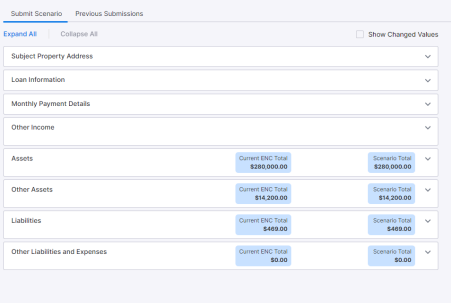 Submit Scenario Previous Submissions
Expand All Collapse All Show Changed Values
Subject Property Address
Loan Information
Monthly Payment Details
Other Income
Assets Current ENC Total Scenario Total
$280,000.00 $280,000.00
Other Assets Current ENC Total Scenario Total
$14,200.00 $14,200.00
Liabilities Current ENC Total Scenario Total
$469.00 $469.00
Other Liabilities and Expenses Current ENC Total Scenario Total
$0.00 $0.00